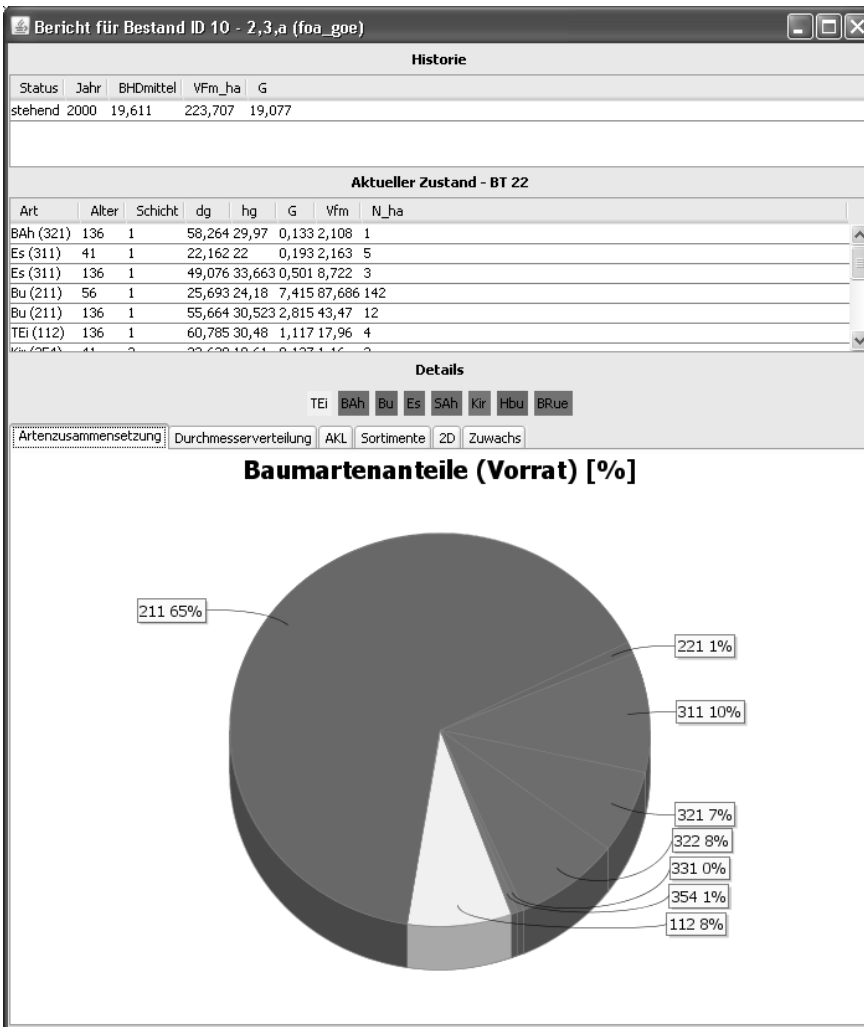 Bericht für Bestand ID 10 - 2,3,a (foa_goe)
Historie
Status Jahr BHDmittel VFm_ha G
stehend 2000 19,611 223,707 19,077
Aktueller Zustand - BT 22
Art Alter Schicht dg hg G Vfm N_ha
BAh (321) 136 1 58,264 29,97 0,133 2,108 1
Es (311) 41 1 22,162 22 0,193 2,163 5
Es (311) 136 1 49,076 33,663 0,501 8,722 3
Bu (211) 56 1 25,693 24,18 7,415 87,686 142
Bu (211) 136 1 55,664 30,523 2,815 43,47 12
TEi (112) 136 1 60,785 30,48 1,117 17,96 4
Details
TEi BAh Bu Es SAh Kir Hbu BRue
Artenzusammensetzung Durchmesserverteilung AKL Sortimente 2D Zuwachs
Baumartenanteile (Vorrat) [%]
211 65%
221 1%
311 10%
321 7%
322 8%
331 0%
354 1%
112 8%